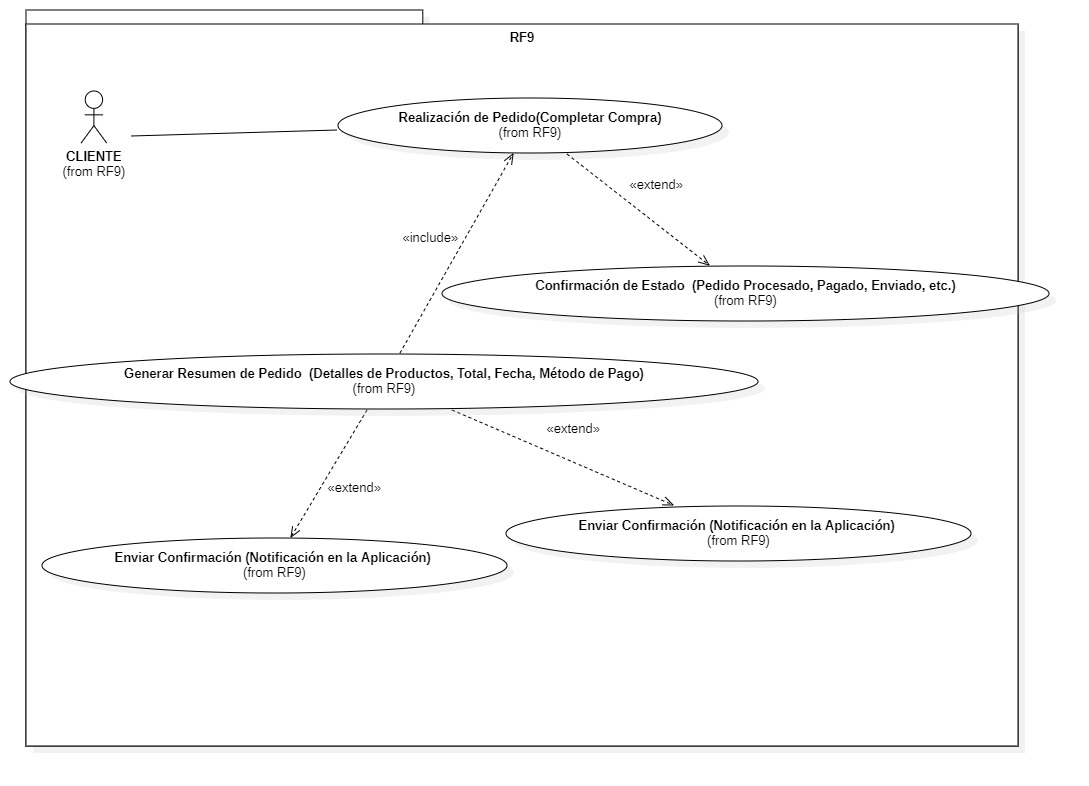 RF9
CLIENTE
(from RF9)
Realización de Pedido(Completar Compra)
(from RF9)
«extend»
«include»
Confirmación de Estado  (Pedido Procesado, Pagado, Enviado, etc.)
(from RF9)
Generar Resumen de Pedido  (Detalles de Productos, Total, Fecha, Método de Pago)
(from RF9)
«extend»
«extend»
Enviar Confirmación (Notificación en la Aplicación)
(from RF9)
Enviar Confirmación (Notificación en la Aplicación)
(from RF9)